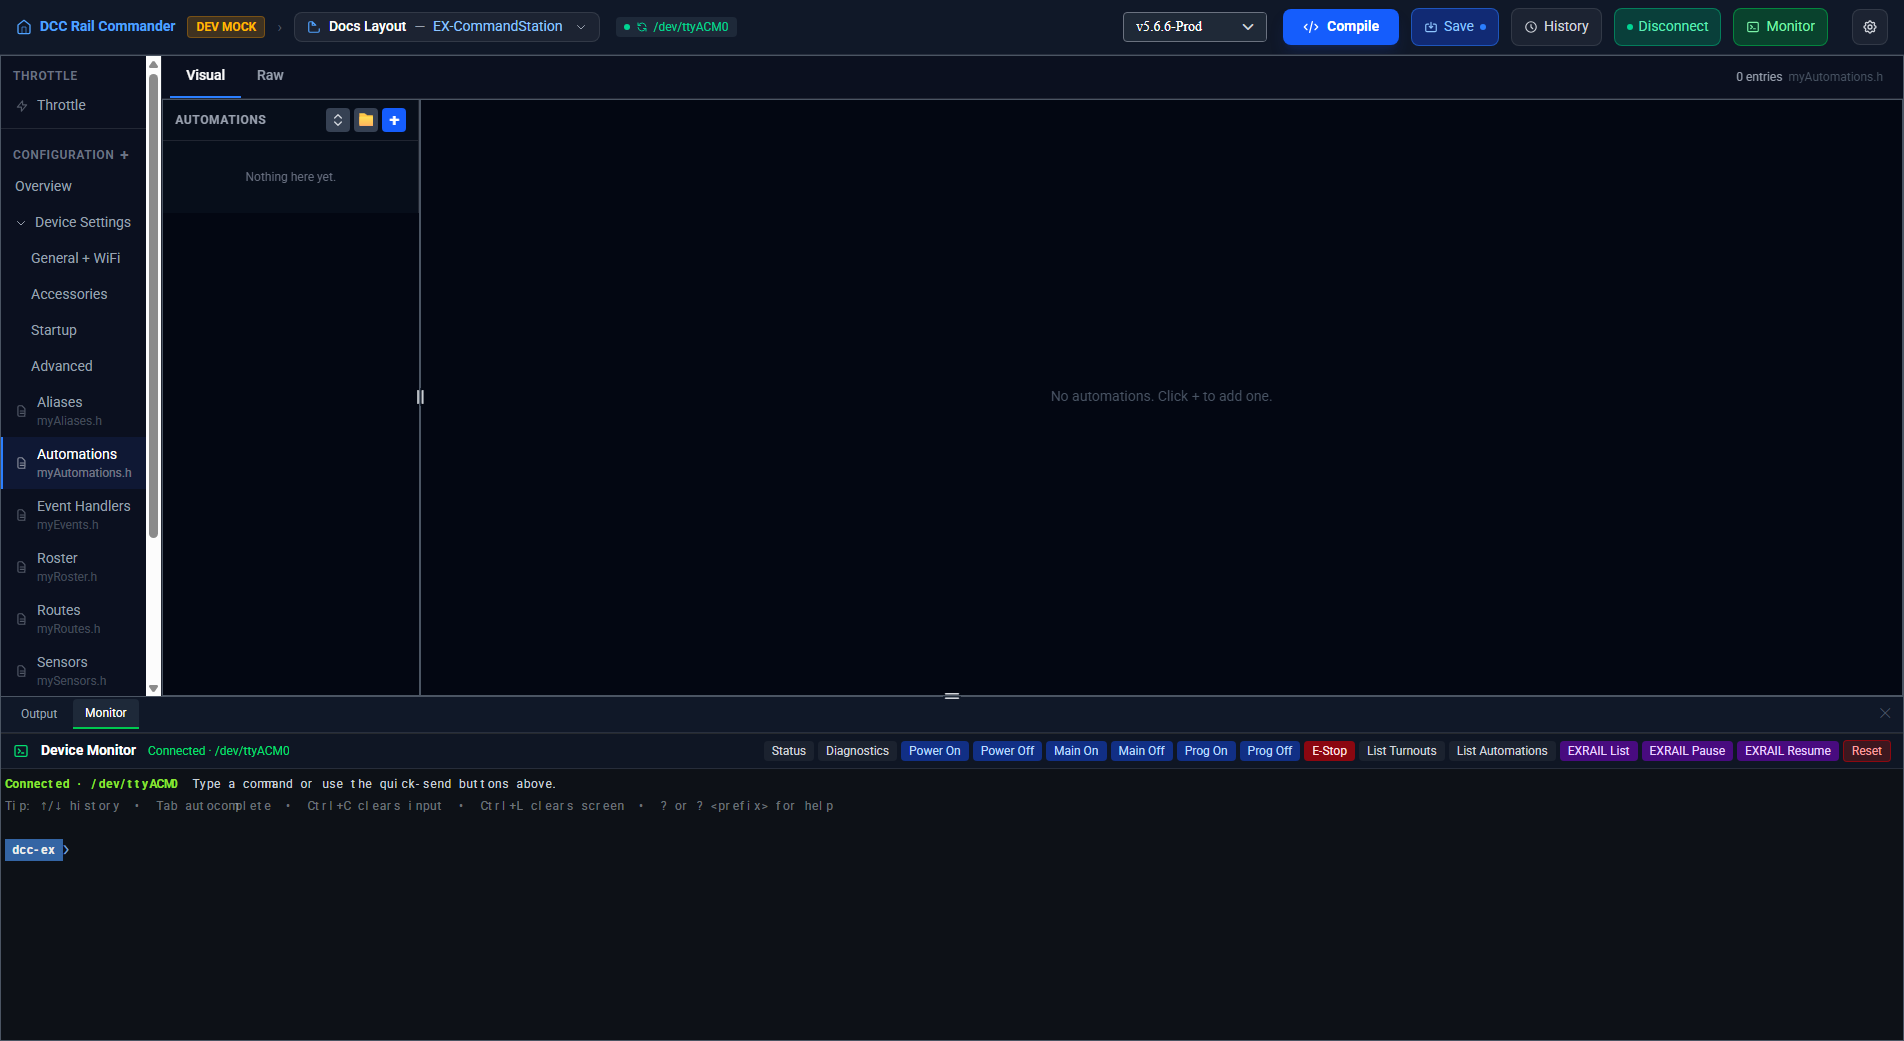 DCC Rail Commander DEV MOCK › Docs Layout — EX-CommandStation /dev/ttyACM0 v5.6.6-Prod Compile Save History Disconnect Monitor
THROTTLE
Throttle
CONFIGURATION +
Overview
Device Settings
General + WiFi
Accessories
Startup
Advanced
Aliases
myAliases.h
Automations
myAutomations.h
Event Handlers
myEvents.h
Roster
myRoster.h
Routes
myRoutes.h
Sensors
mySensors.h
Visual Raw 0 entries myAutomations.h
AUTOMATIONS
Nothing here yet.
No automations. Click + to add one.
Output Monitor
Device Monitor Connected · /dev/ttyACM0 Status Diagnostics Power On Power Off Main On Main Off Prog On Prog Off E-Stop List Turnouts List Automations EXRAIL List EXRAIL Pause EXRAIL Resume Reset
Connected · /dev/ttyACM0 Type a command or use the quick-send buttons above.
Tip: ↑/↓ history • Tab autocomplete • Ctrl+C clears input • Ctrl+L clears screen • ? or ? <prefix> for help
dcc-ex ›